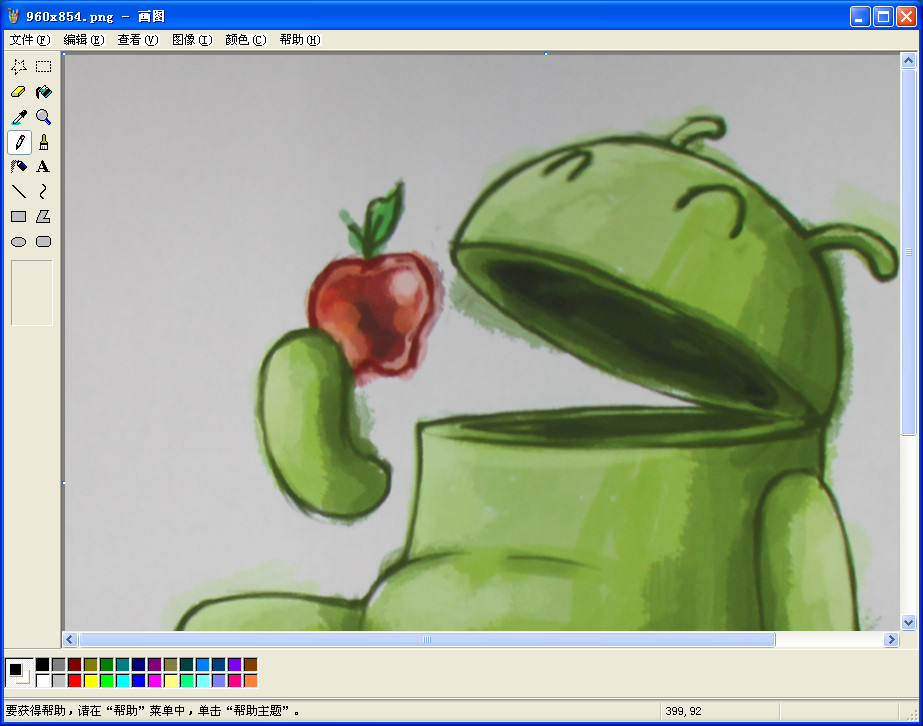 960x854.png - 画图
文件(F) 编辑(E) 查看(V) 图像(I) 颜色(C) 帮助(H)
A
要获得帮助，请在“帮助”菜单中，单击“帮助主题”。 399,92